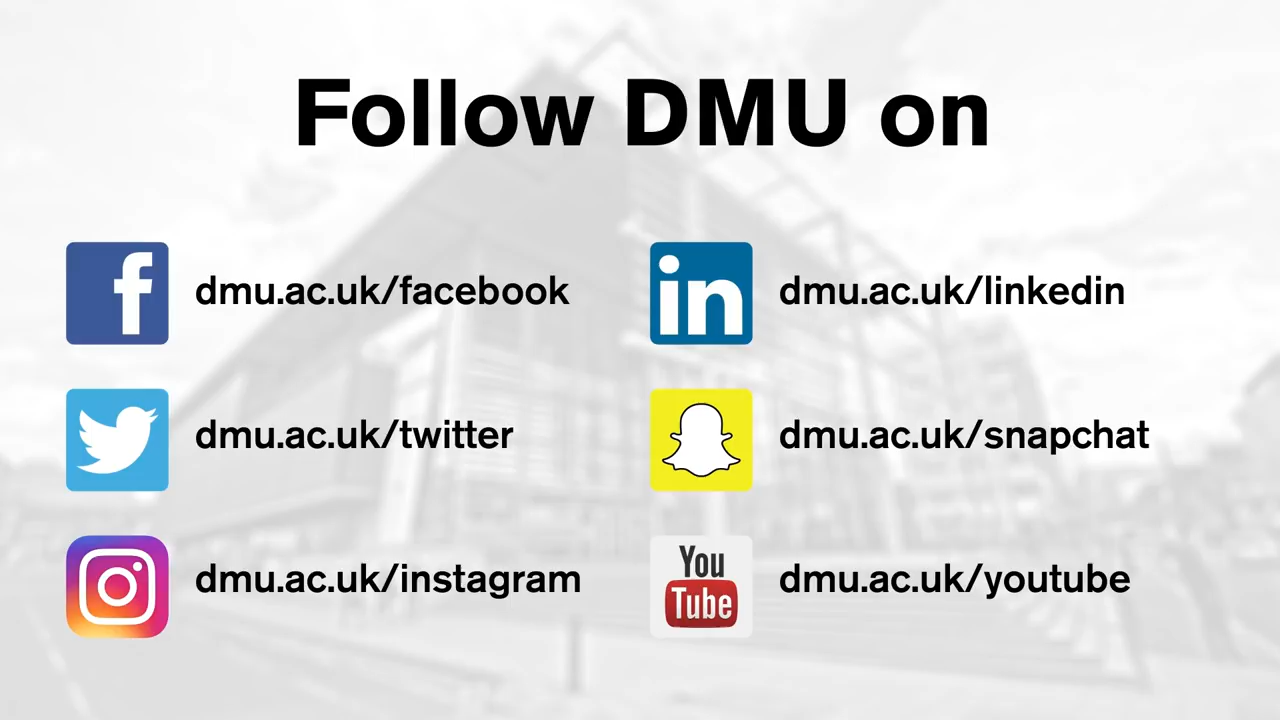 Follow DMU on
dmu.ac.uk/facebook
dmu.ac.uk/twitter
dmu.ac.uk/instagram
in
dmu.ac.uk/linkedin
dmu.ac.uk/snapchat
You
Tube
dmu.ac.uk/youtube